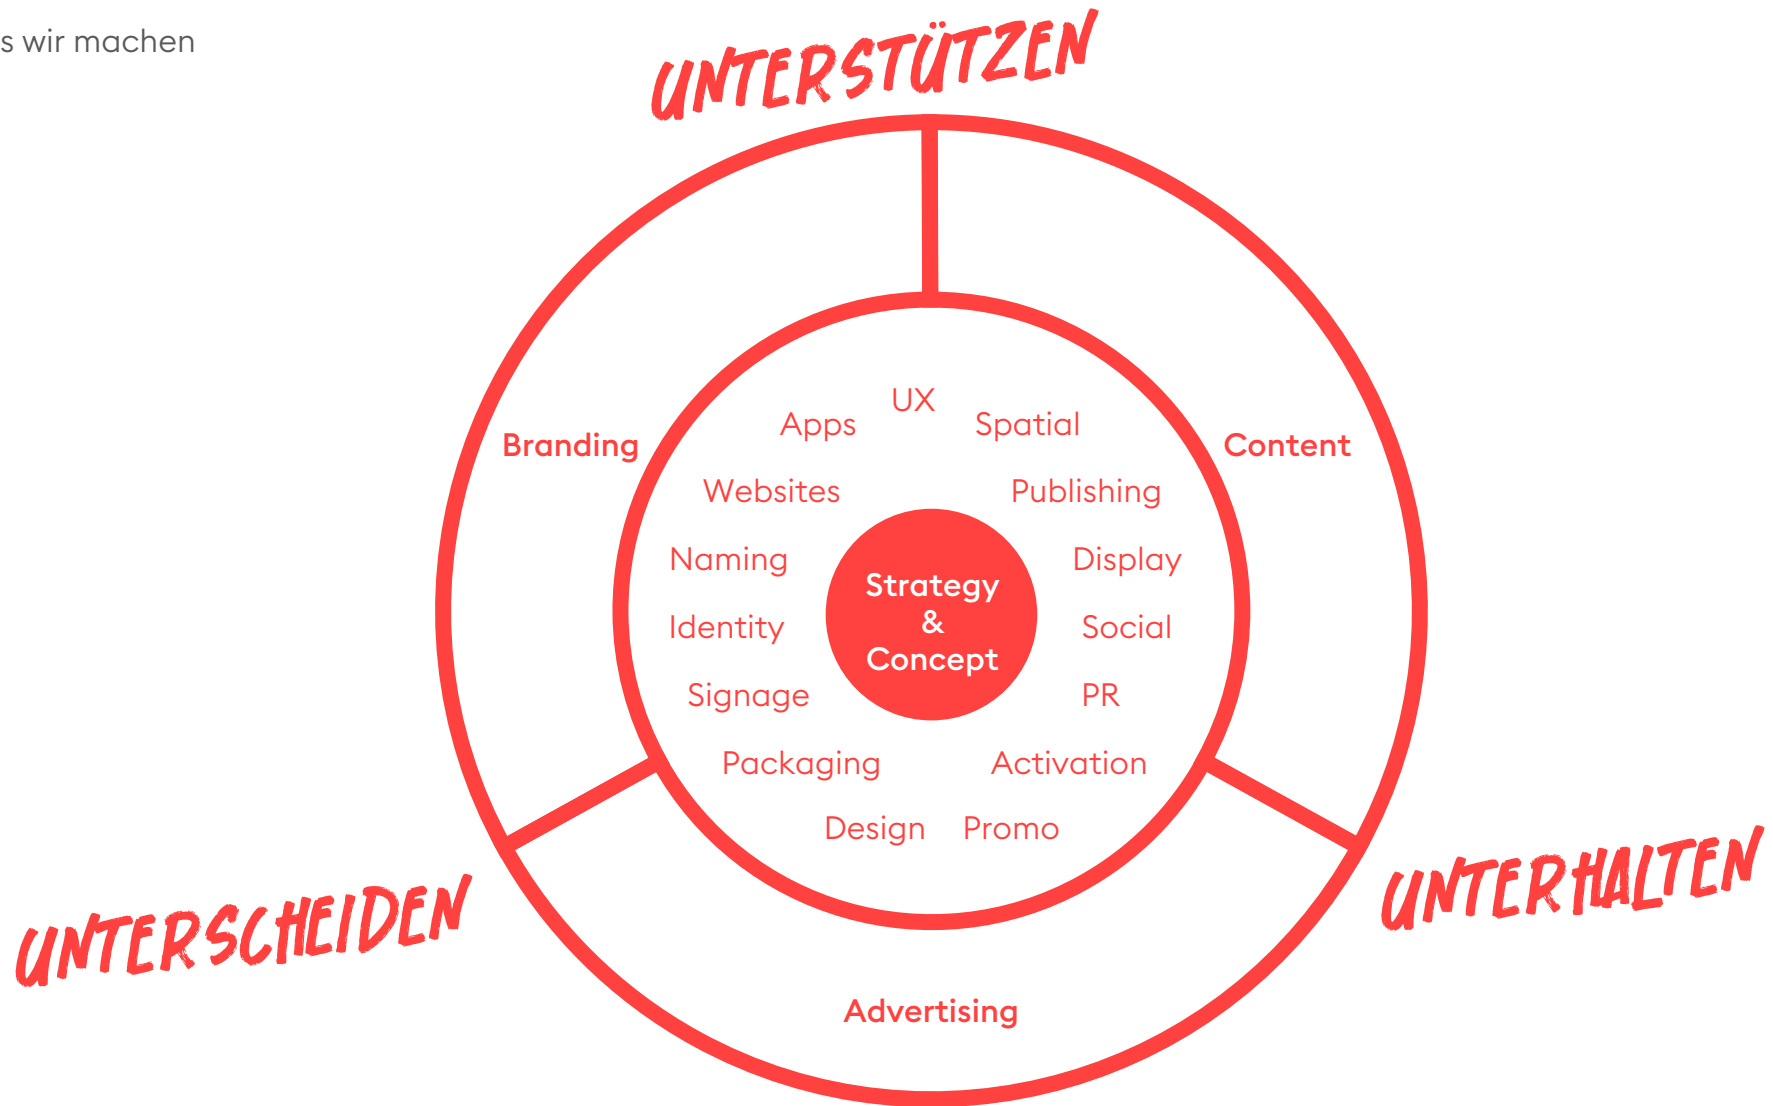 s wir machen
UNTERSTÜTZEN
UX
Apps
Spatial
Branding
Content
Websites
Publishing
Naming
Display
Strategy
&
Concept
Identity
Social
Signage
PR
Packaging
Activation
Design
Promo
UNTERSCHEIDEN
UNTERHALTEN
Advertising